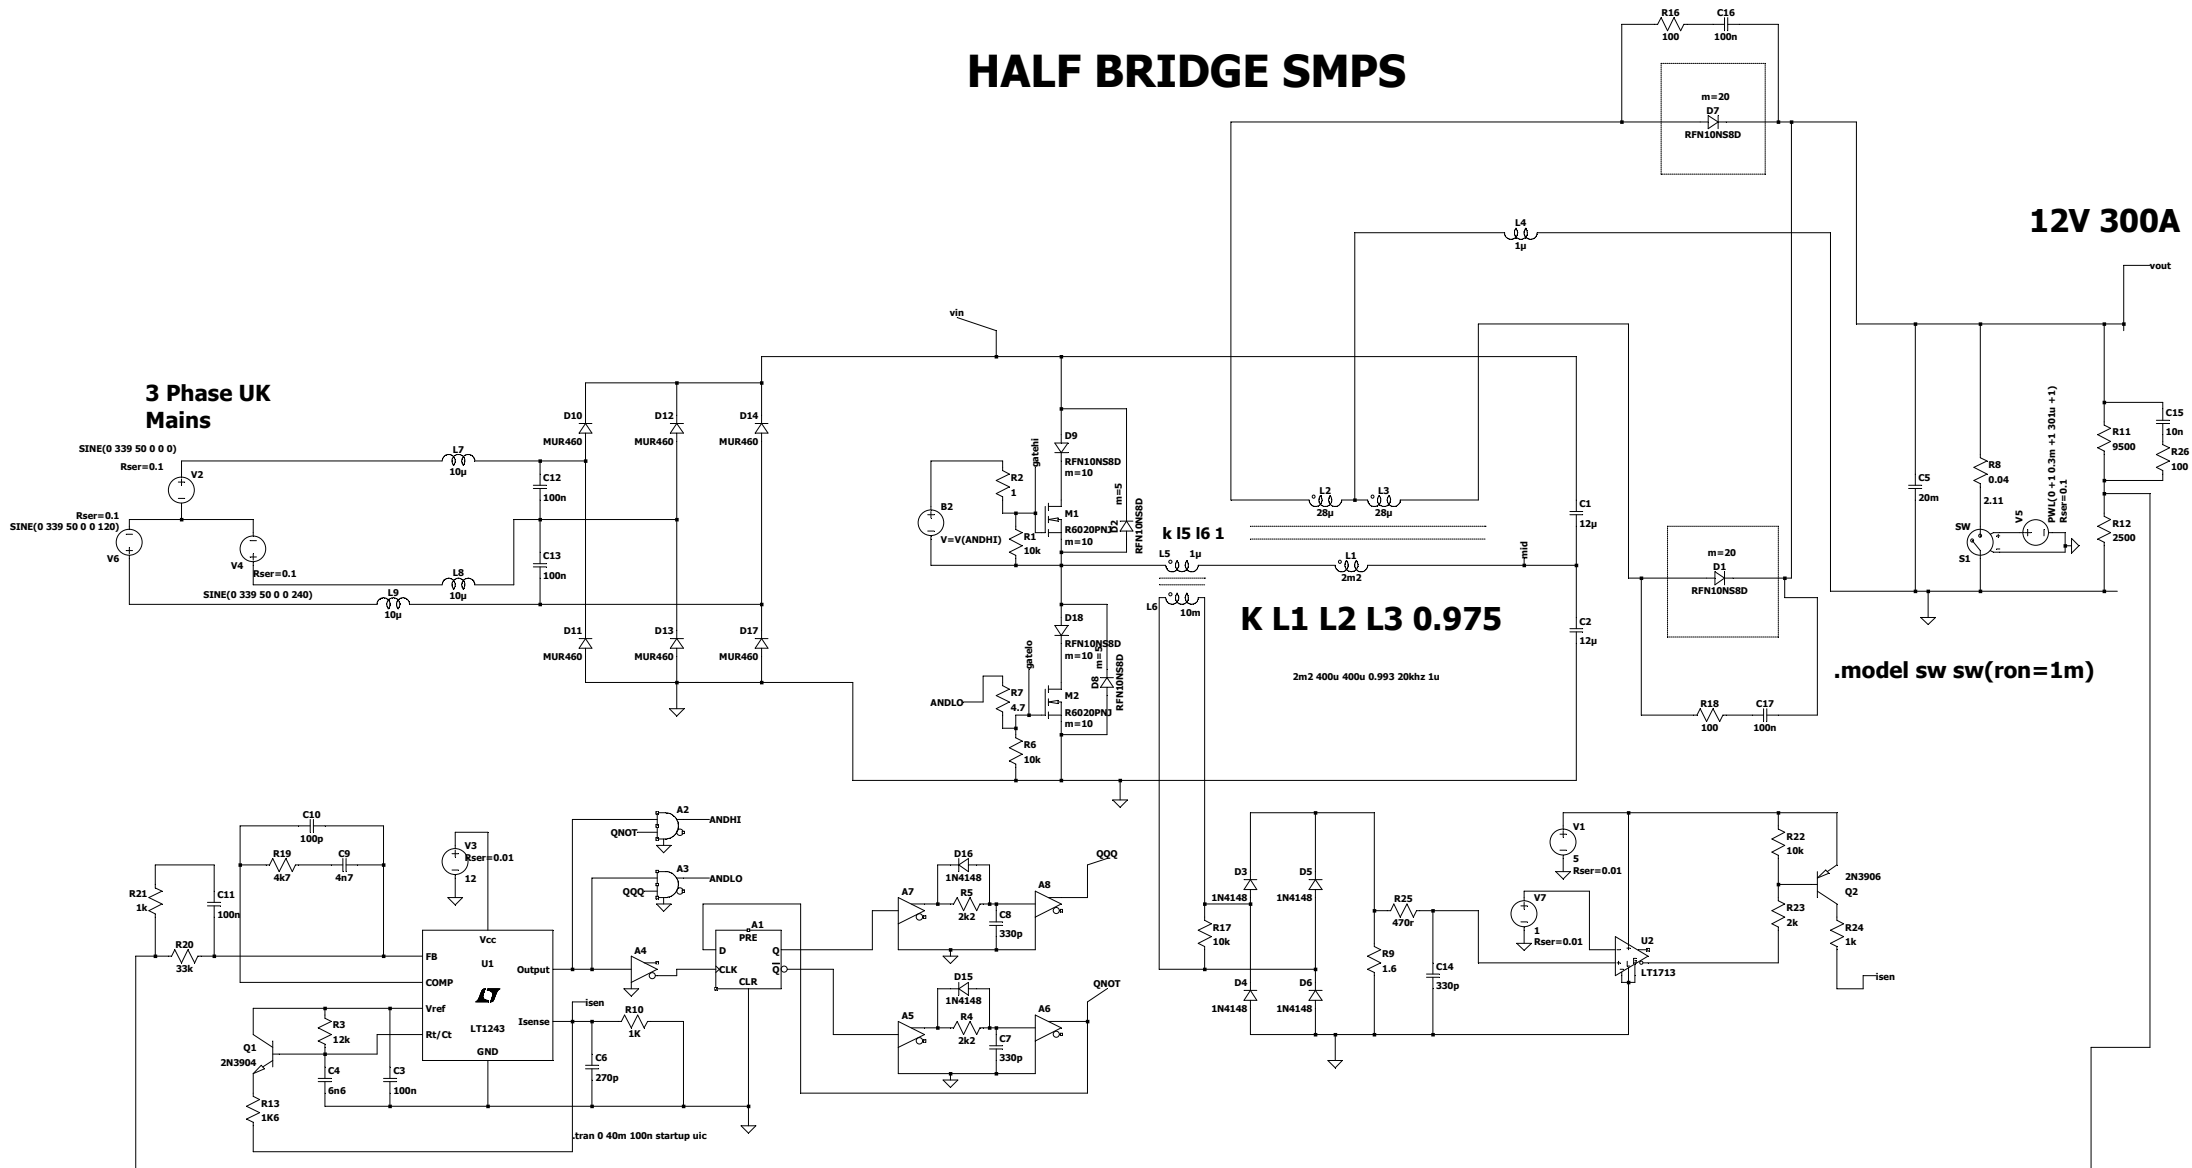 HALF BRIDGE SMPS
R16
100
C16
100n
m=20
D7
RFN10NS8D
12V 300A
L4
1µ
vout
vin
3 Phase UK
Mains
SINE(0 339 50 0 0 0)
Rser=0.1
V2
Rser=0.1
SINE(0 339 50 0 0 120)
V6
V4
Rser=0.1
SINE(0 339 50 0 0 240)
L7
10µ
L8
10µ
L9
10µ
C12
100n
C13
100n
D10
MUR460
D12
MUR460
D14
MUR460
D11
MUR460
D13
MUR460
D17
MUR460
B2
V=V(ANDHI)
R2
1
R1
10k
gatehi
D9
RFN10NS8D
m=10
M1
R6020PNJ
m=10
m=5
D2
RFN10NS8D
gatelo
D18
RFN10NS8D
m=10
M2
R6020PNJ
m=10
m=5
D8
RFN10NS8D
ANDLO
R7
4.7
R6
10k
k l5 l6 1
L5
1µ
L6
10m
L2
28µ
L3
28µ
L1
2m2
mid
C1
12µ
C2
12µ
K L1 L2 L3 0.975
2m2 400u 400u 0.993 20khz 1u
m=20
D1
RFN10NS8D
R18
100
C17
100n
.model sw sw(ron=1m)
C5
20m
R8
0.04
2.11
SW
S1
V5
PWL(0 +1 0.3m +1 301u +1)
Rser=0.1
R11
9500
R12
2500
C15
10n
R26
100
C10
100p
R19
4k7
C9
4n7
R21
1k
C11
100n
R20
33k
V3
Rser=0.01
12
Vcc
U1
FB
COMP
Vref
Rt/Ct
Output
Isense
LT1243
GND
R3
12k
Q1
2N3904
C4
6n6
C3
100n
R13
1K6
isen
R10
1K
C6
270p
.tran 0 40m 100n startup uic
A2
QNOT
ANDHI
A3
QQQ
ANDLO
A4
A1
PRE
D
Q
CLK
Q
CLR
A7
D16
1N4148
R5
2k2
C8
330p
A8
QQQ
A5
D15
1N4148
R4
2k2
C7
330p
A6
QNOT
D3
1N4148
D5
1N4148
D4
1N4148
D6
1N4148
R17
10k
R9
1.6
R25
470r
C14
330p
V1
5
Rser=0.01
V7
1
Rser=0.01
U2
LT1713
R22
10k
R23
2k
2N3906
Q2
R24
1k
isen